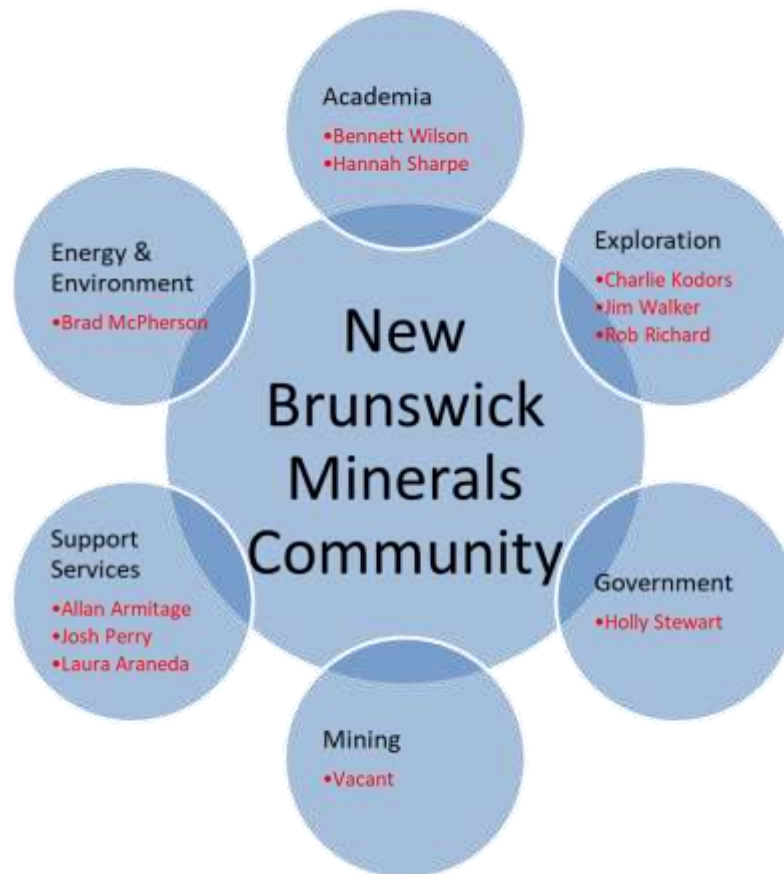 Academia
•Bennett Wilson
•Hannah Sharpe
Exploration
•Charlie Kodors
•Jim Walker
•Rob Richard
Government
•Holly Stewart
Mining
•Vacant
Support
Services
•Allan Armitage
•Josh Perry
•Laura Araneda
Energy &
Environment
•Brad McPherson
New
Brunswick
Minerals
Community